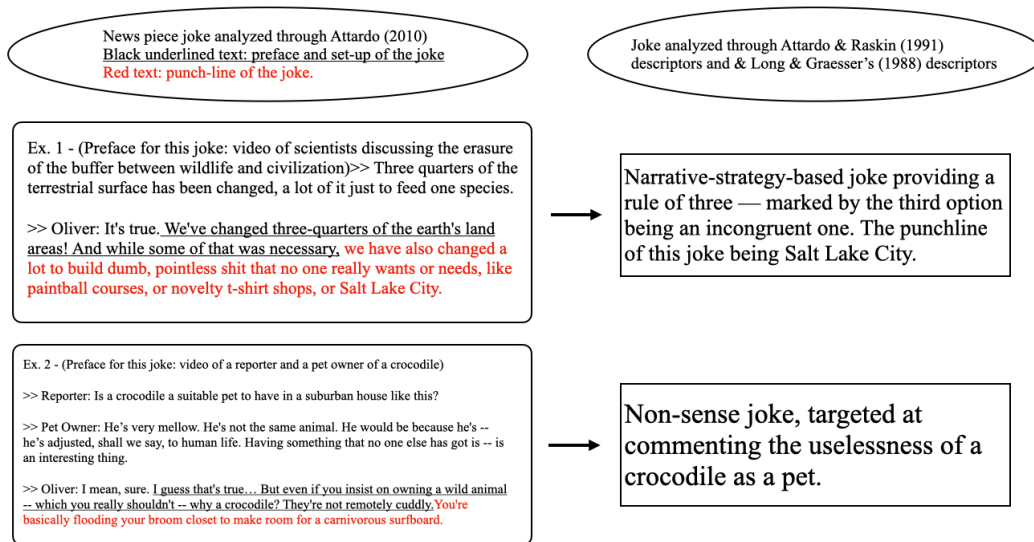 News piece joke analyzed through Attardo (2010)
Black underlined text: preface and set-up of the joke
Red text: punch-line of the joke.
Joke analyzed through Attardo & Raskin (1991)
descriptors and & Long & Graesser's (1988) descriptors
Ex. 1 - (Preface for this joke: video of scientists discussing the erasure
of the buffer between wildlife and civilization)>> Three quarters of the
terrestrial surface has been changed, a lot of it just to feed one species.
>> Oliver: It's true. We've changed three-quarters of the earth's land
areas! And while some of that was necessary, we have also changed a
lot to build dumb, pointless shit that no one really wants or needs, like
paintball courses, or novelty t-shirt shops, or Salt Lake City.
Narrative-strategy-based joke providing a
rule of three — marked by the third option
being an incongruent one. The punchline
of this joke being Salt Lake City.
Ex. 2 - (Preface for this joke: video of a reporter and a pet owner of a crocodile)
>> Reporter: Is a crocodile a suitable pet to have in a suburban house like this?
>> Pet Owner: He's very mellow. He's not the same animal. He would be because he's --
he's adjusted, shall we say, to human life. Having something that no one else has got is -- is
an interesting thing.
>> Oliver: I mean, sure. I guess that's true… But even if you insist on owning a wild animal
-- which you really shouldn't -- why a crocodile? They're not remotely cuddly.You're
basically flooding your broom closet to make room for a carnivorous surfboard.
Non-sense joke, targeted at
commenting the uselessness of a
crocodile as a pet.